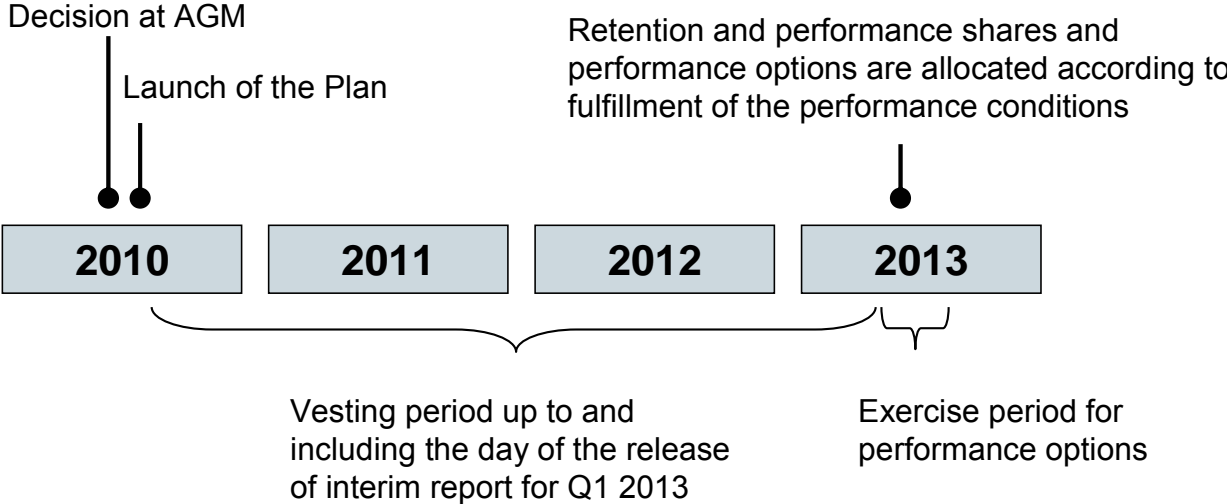 Decision at AGM
Launch of the Plan
Retention and performance shares and
performance options are allocated according to
fulfillment of the performance conditions
2010
2011
2012
2013
Vesting period up to and
including the day of the release
of interim report for Q1 2013
Exercise period for
performance options